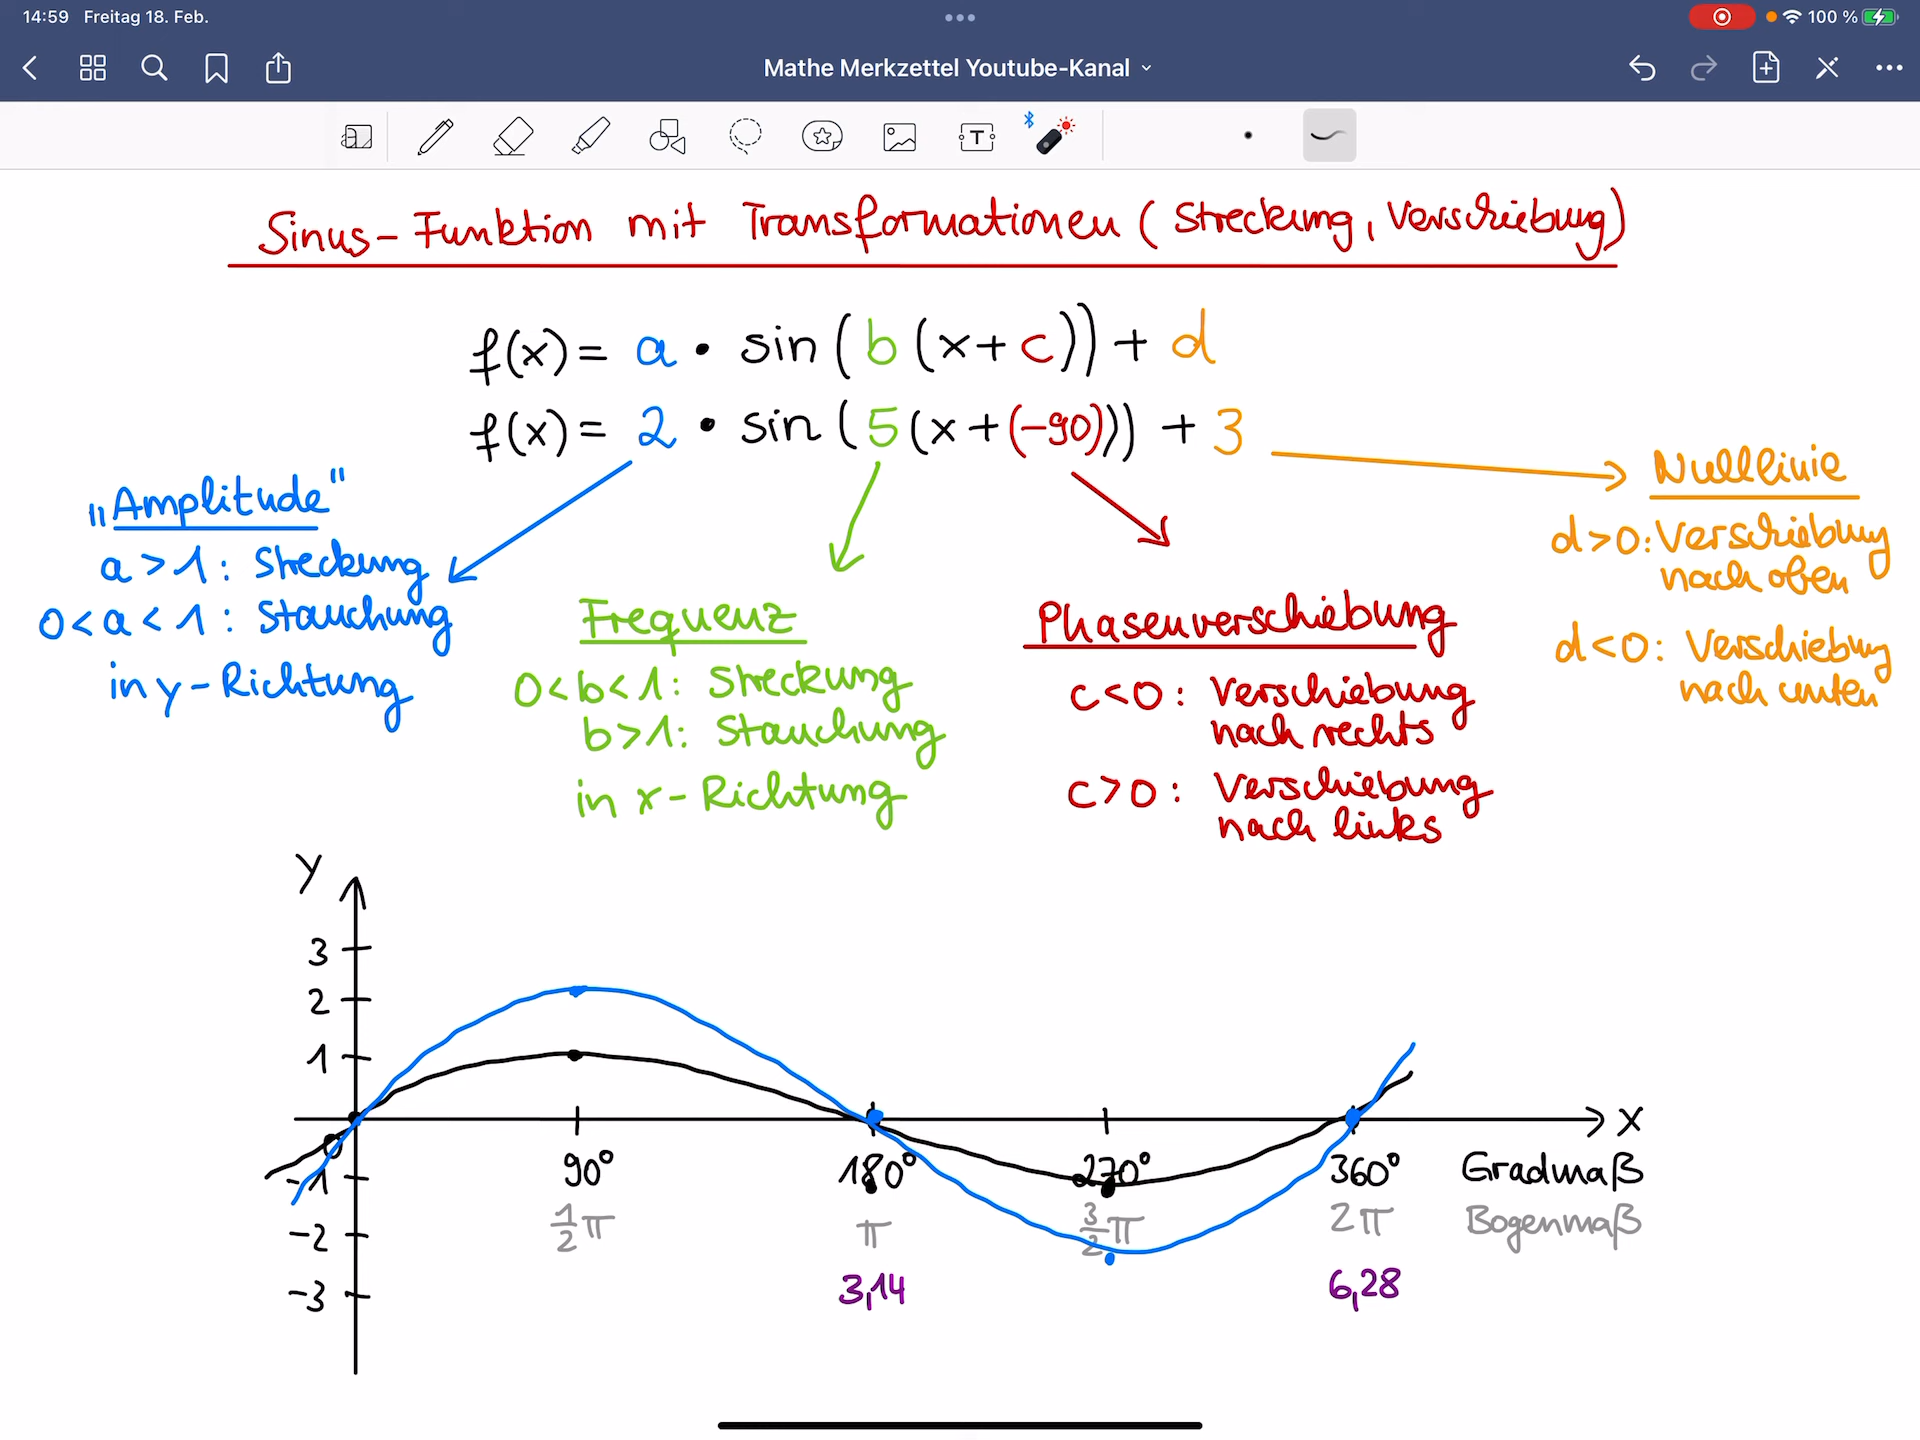 14:59 Freitag 18. Feb.
100 %
Mathe Merkzettel Youtube-Kanal
Sinus-Funktion mit Transformationen (Streckung, Verschiebung)
f(x) = a • sin(b(x+c)) + d
f(x) = 2 • sin(5(x+(-90))) + 3
„Amplitude"
a>1: Streckung
0<a<1: Stauchung
in y-Richtung
Frequenz
0<b<1: Streckung
b>1: Stauchung
in x-Richtung
Phasenverschiebung
c<0: Verschiebung
nach rechts
c>0: Verschiebung
nach links
Nulllinie
d>0: Verschiebung
nach oben
d<0: Verschiebung
nach unten
y
3
2
1
-1
-2
-3
x
90° 180° 270° 360° Gradmaß
1/2 π π 3/2 π 2π Bogenmaß
3,14 6,28